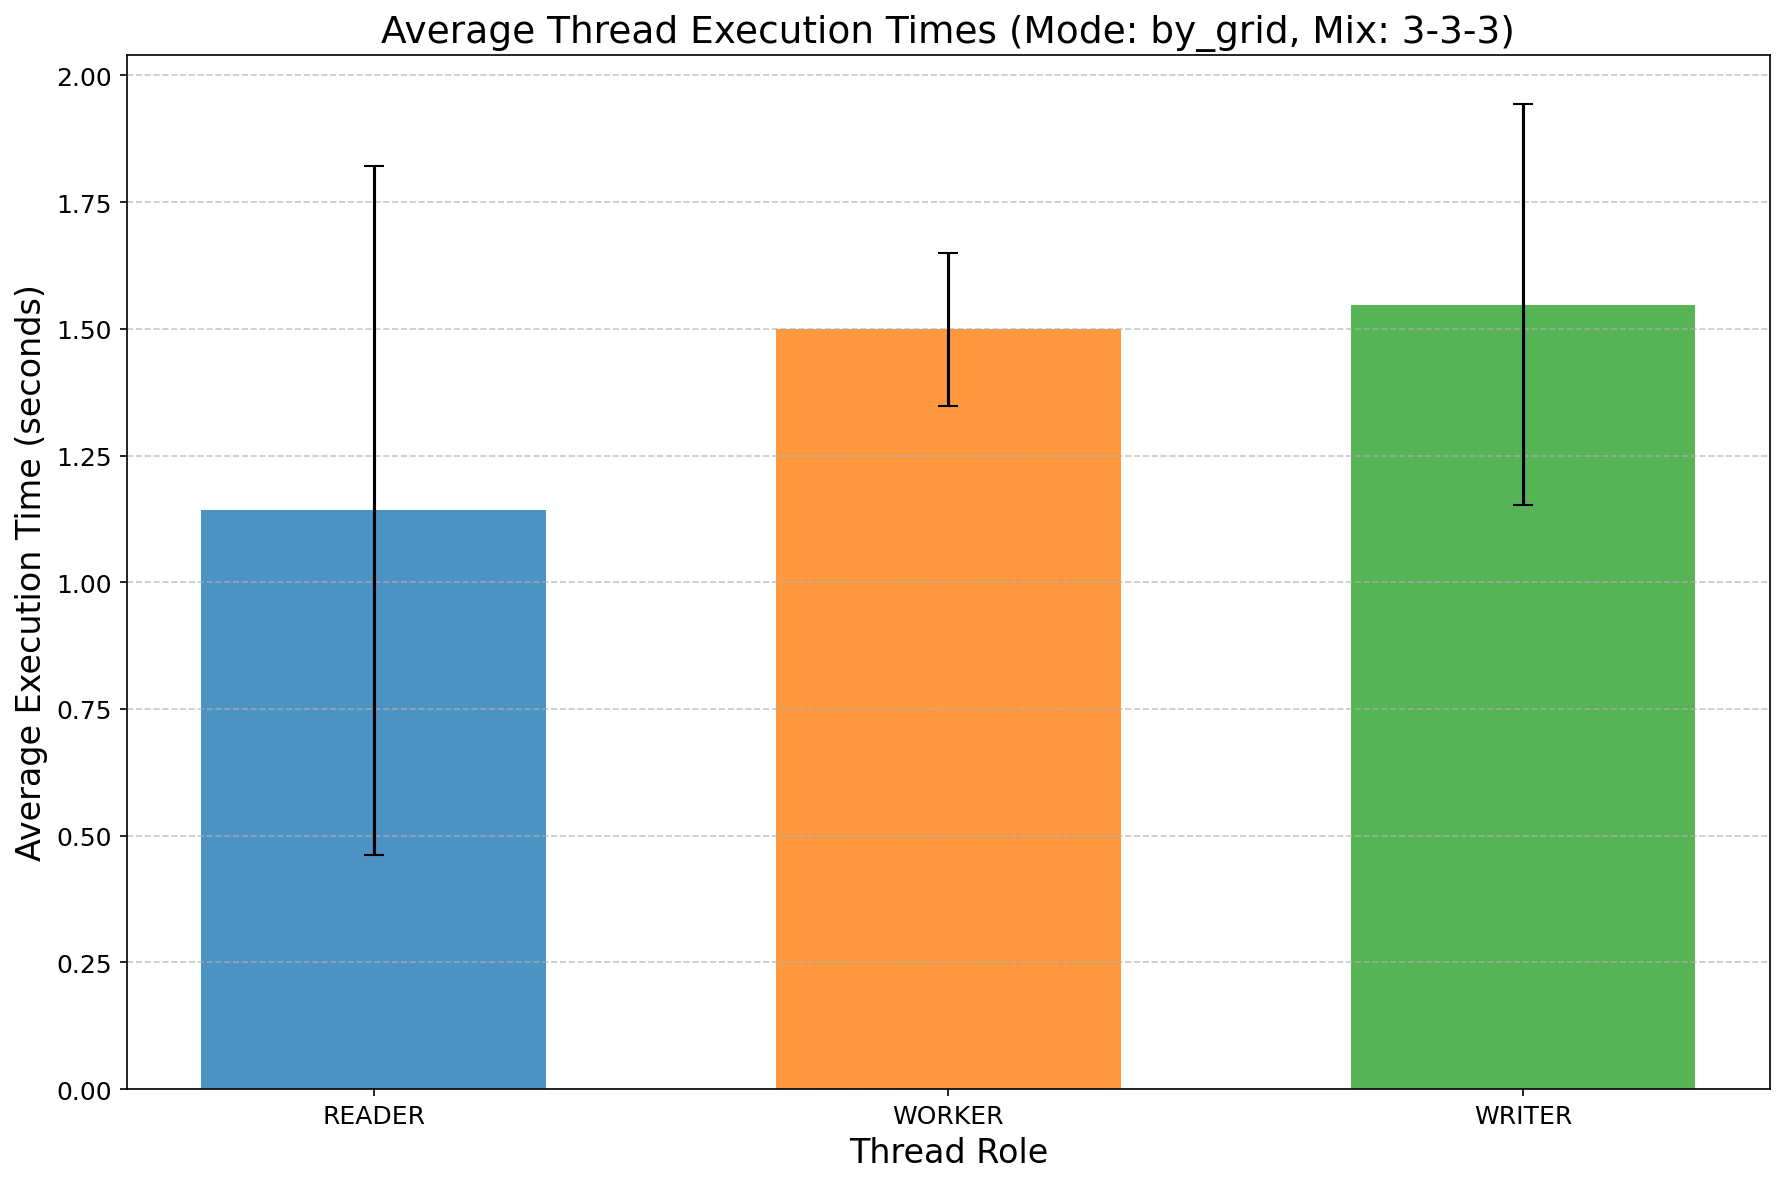 Average Thread Execution Times (Mode: by_grid, Mix: 3-3-3)
Average Execution Time (seconds)
2.00
1.75
1.50
1.25
1.00
0.75
0.50
0.25
0.00
READER
WORKER
WRITER
Thread Role